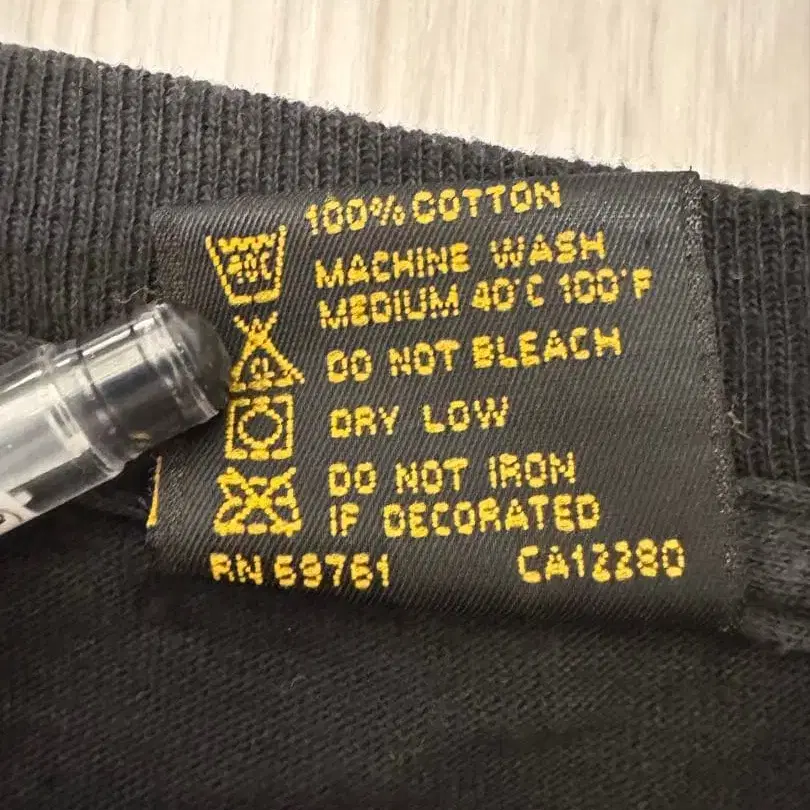 100% COTTON
MACHINE WASH
MEDIUM 40°C 100°F
DO NOT BLEACH
DRY LOW
DO NOT IRON
IF DECORATED
RN 69761 CA12280